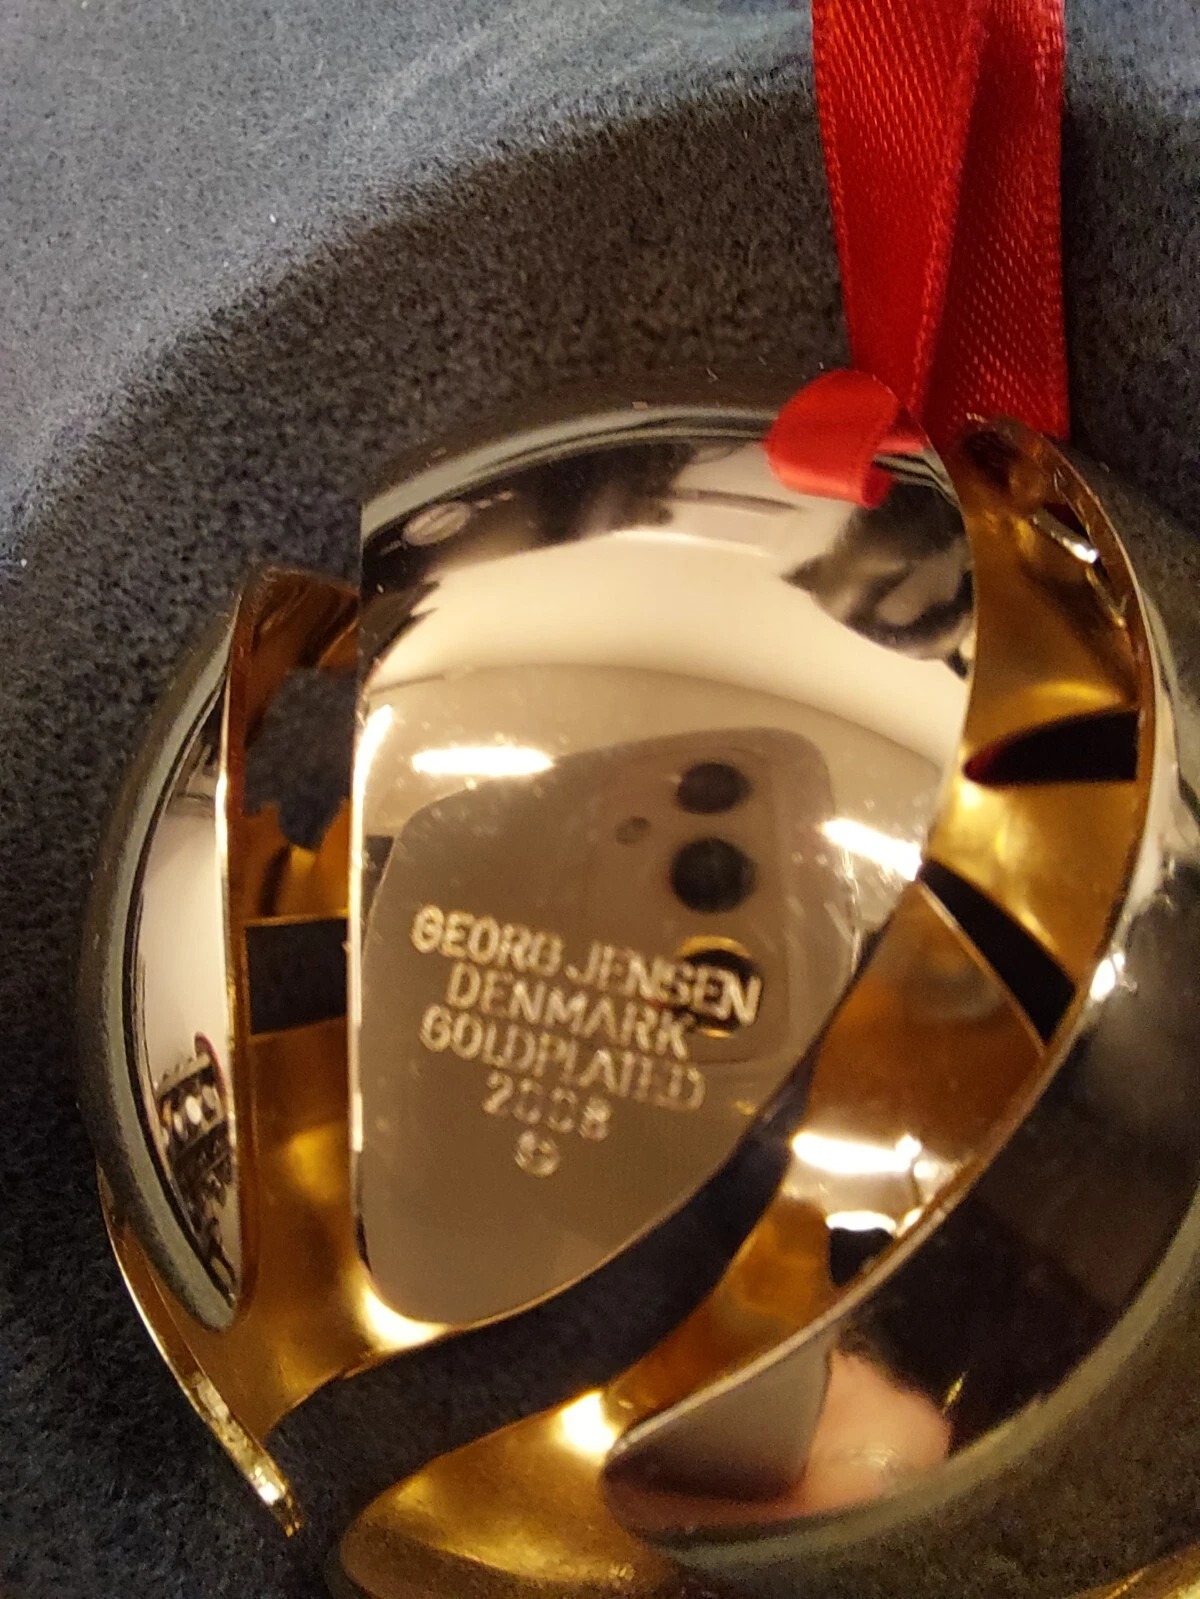 GEORG JENSEN
DENMARK
GOLDPLATED
2008
©